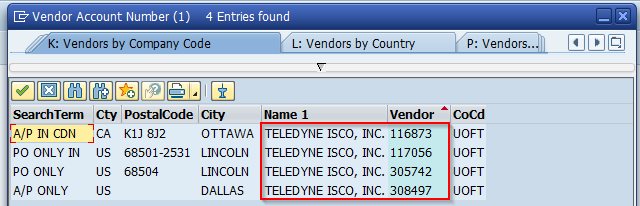 Vendor Account Number (1) 4 Entries found
K: Vendors by Company Code L: Vendors by Country P: Vendors...
SearchTerm Cty PostalCode City Name 1 Vendor CoCd
A/P IN CDN CA K1J 8J2 OTTAWA TELEDYNE ISCO, INC. 116873 UOFT
PO ONLY IN US 68501-2531 LINCOLN TELEDYNE ISCO, INC. 117056 UOFT
PO ONLY US 68504 LINCOLN TELEDYNE ISCO, INC. 305742 UOFT
A/P ONLY US DALLAS TELEDYNE ISCO, INC. 308497 UOFT